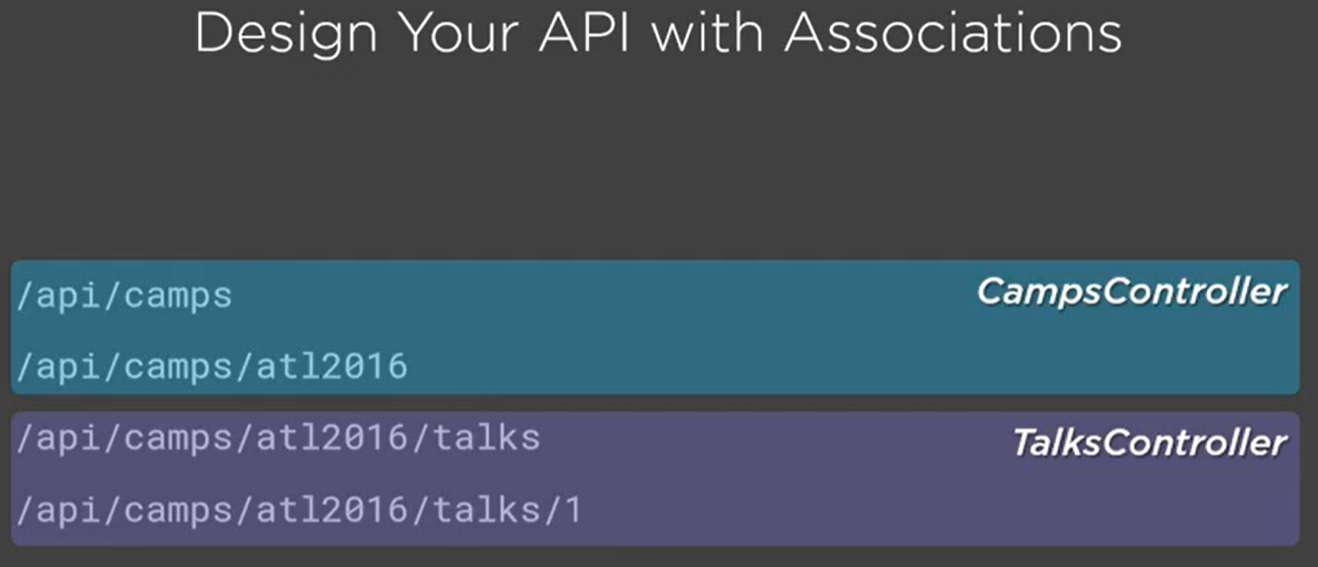 Design Your API with Associations
/api/camps
CampsController
/api/camps/atl2016
/api/camps/atl2016/talks
TalksController
/api/camps/atl2016/talks/1